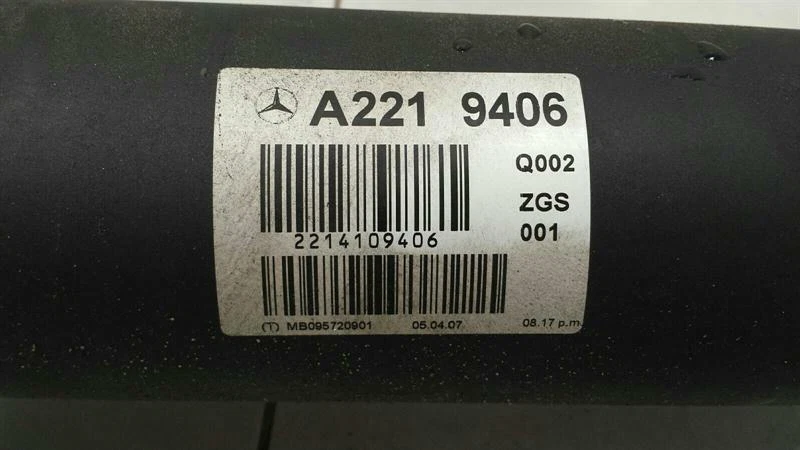 A221 9406
Q002
ZGS
001
2214109406
(T) MB095720901 05.04.07 08.17 p.m.